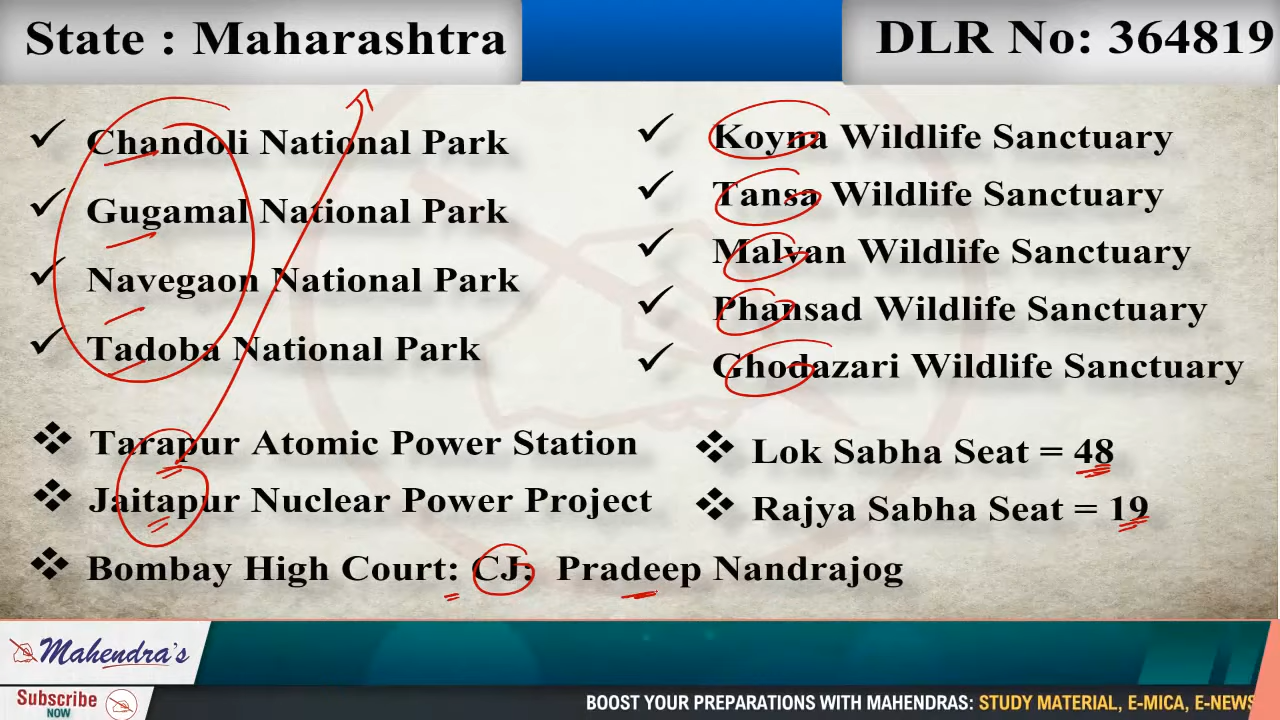 State : Maharashtra
DLR No: 364819
Chandoli National Park
Gugamal National Park
Navegaon National Park
Tadoba National Park
Koyna Wildlife Sanctuary
Tansa Wildlife Sanctuary
Malvan Wildlife Sanctuary
Phansad Wildlife Sanctuary
Ghodazari Wildlife Sanctuary
Tarapur Atomic Power Station
Jaitapur Nuclear Power Project
Lok Sabha Seat = 48
Rajya Sabha Seat = 19
Bombay High Court: CJ: Pradeep Nandrajog
Mahendra's
Subscribe
NOW
BOOST YOUR PREPARATIONS WITH MAHENDRAS: STUDY MATERIAL, E-MICA, E-NEWS